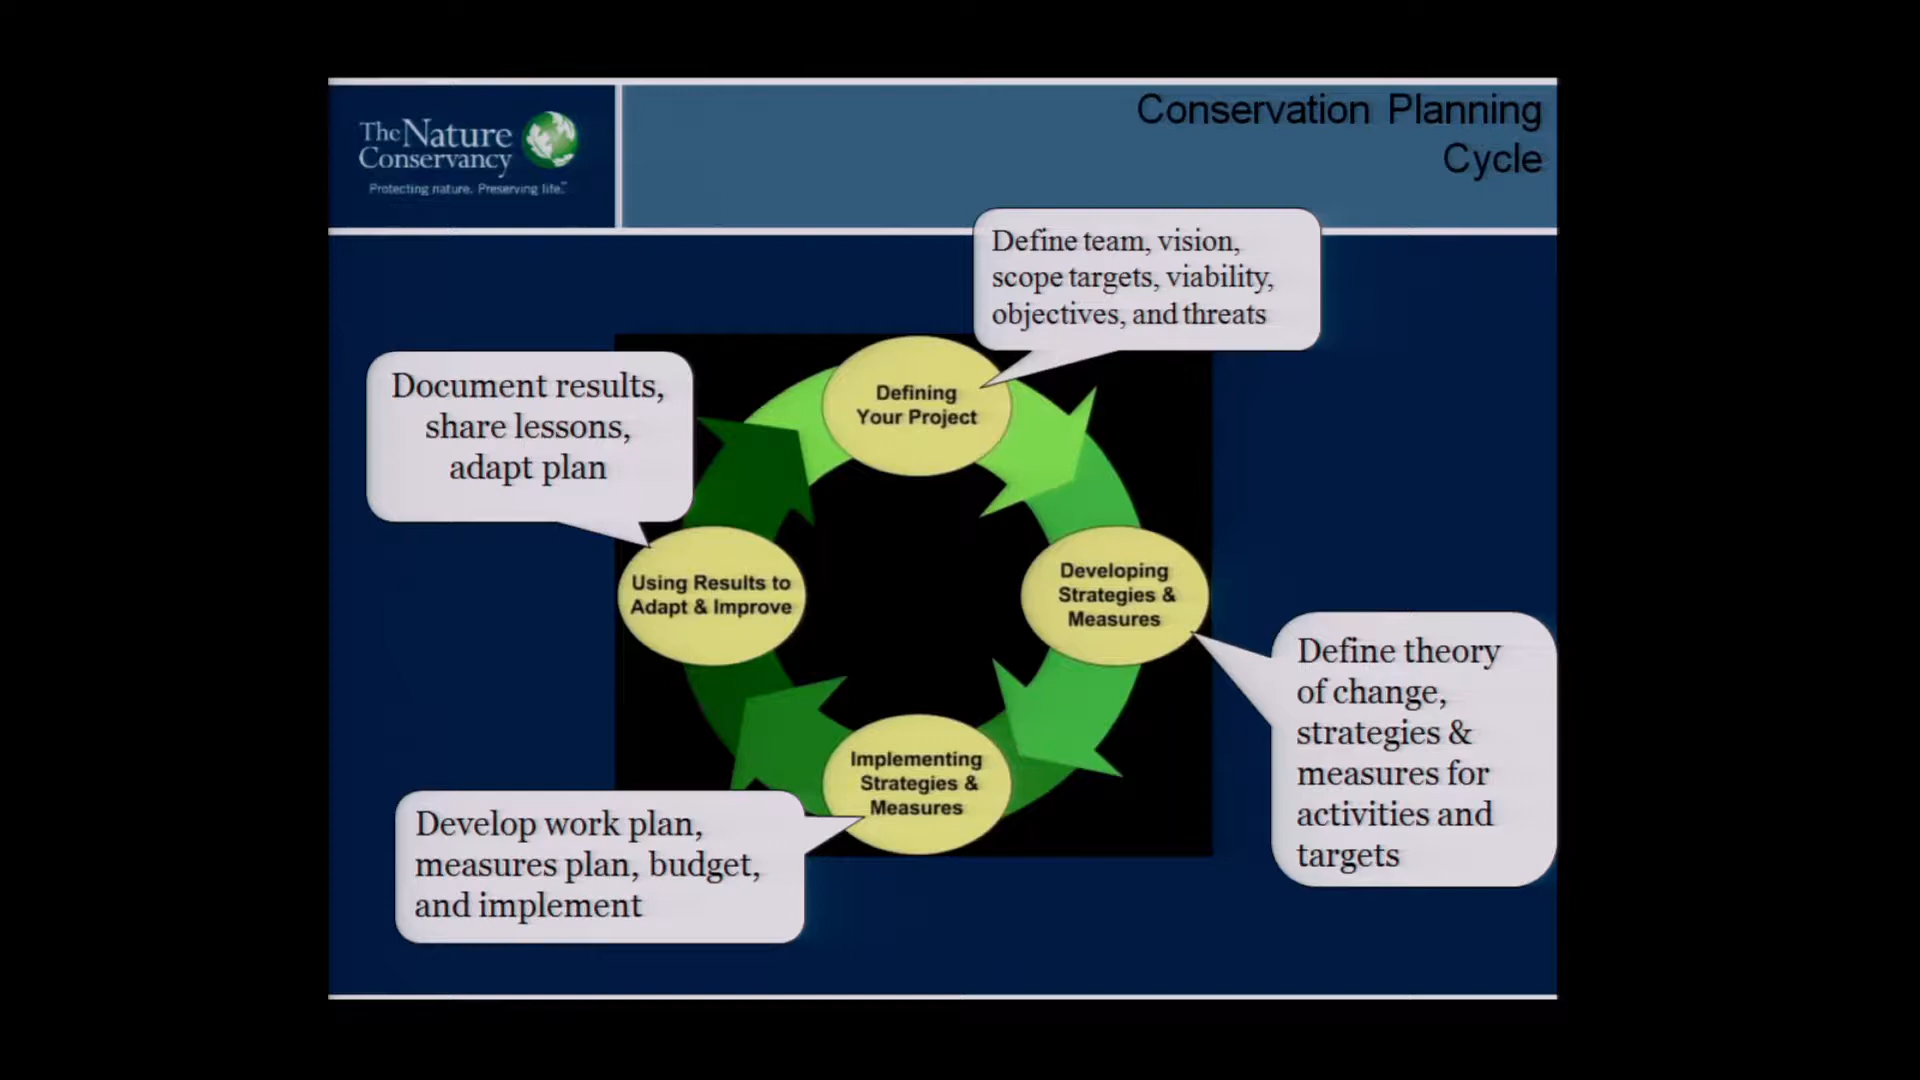 The Nature
Conservancy
Protecting nature. Preserving life.™
Conservation Planning
Cycle
Define team, vision,
scope targets, viability,
objectives, and threats
Document results,
share lessons,
adapt plan
Defining
Your Project
Using Results to
Adapt & Improve
Developing
Strategies &
Measures
Define theory
of change,
strategies &
measures for
activities and
targets
Implementing
Strategies &
Measures
Develop work plan,
measures plan, budget,
and implement